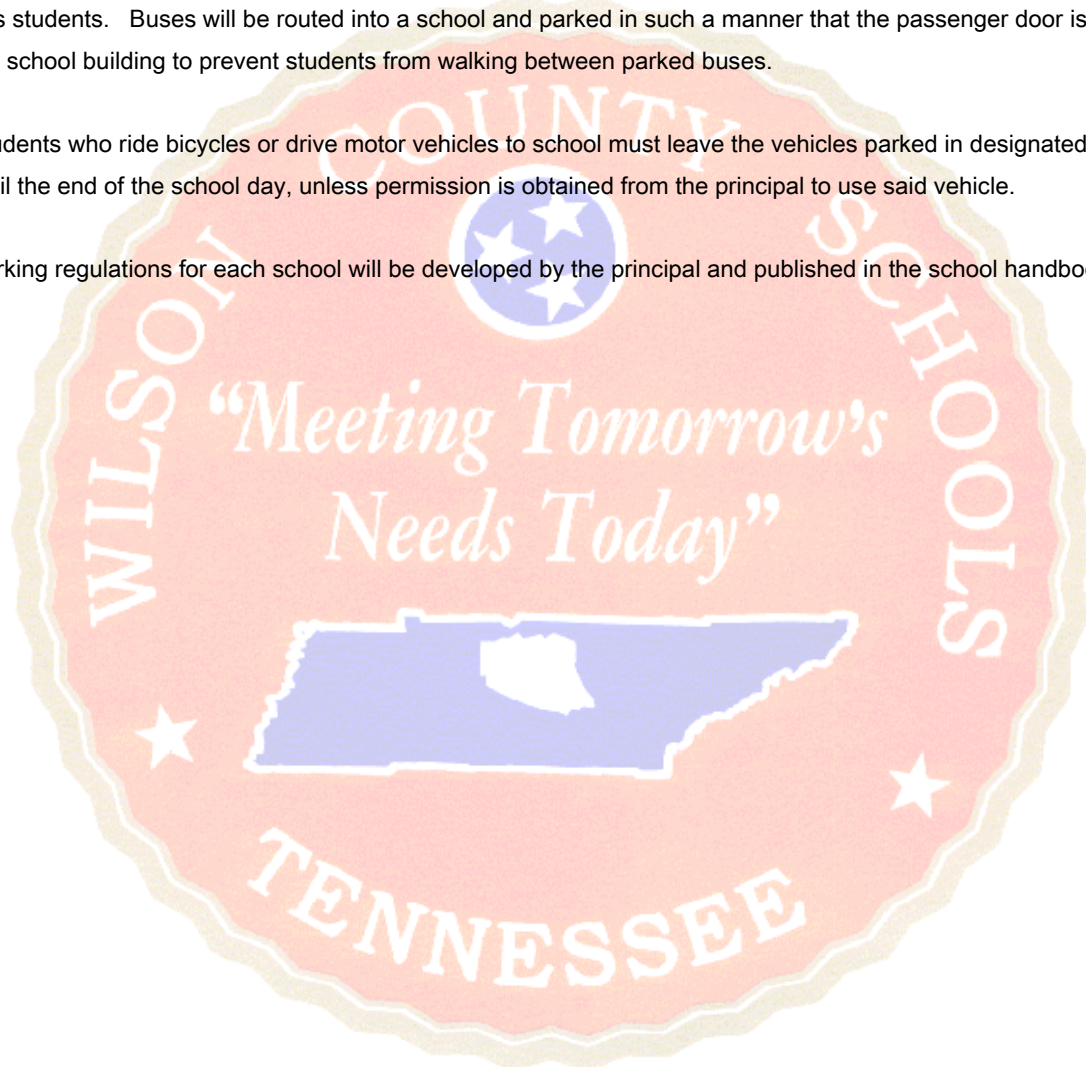 s students. Buses will be routed into a school and parked in such a manner that the passenger door is
school building to prevent students from walking between parked buses.
udents who ride bicycles or drive motor vehicles to school must leave the vehicles parked in designated
il the end of the school day, unless permission is obtained from the principal to use said vehicle.
rking regulations for each school will be developed by the principal and published in the school handbo
WILSON COUNTY SCHOOLS
“Meeting Tomorrow's
Needs Today”
TENNESSEE